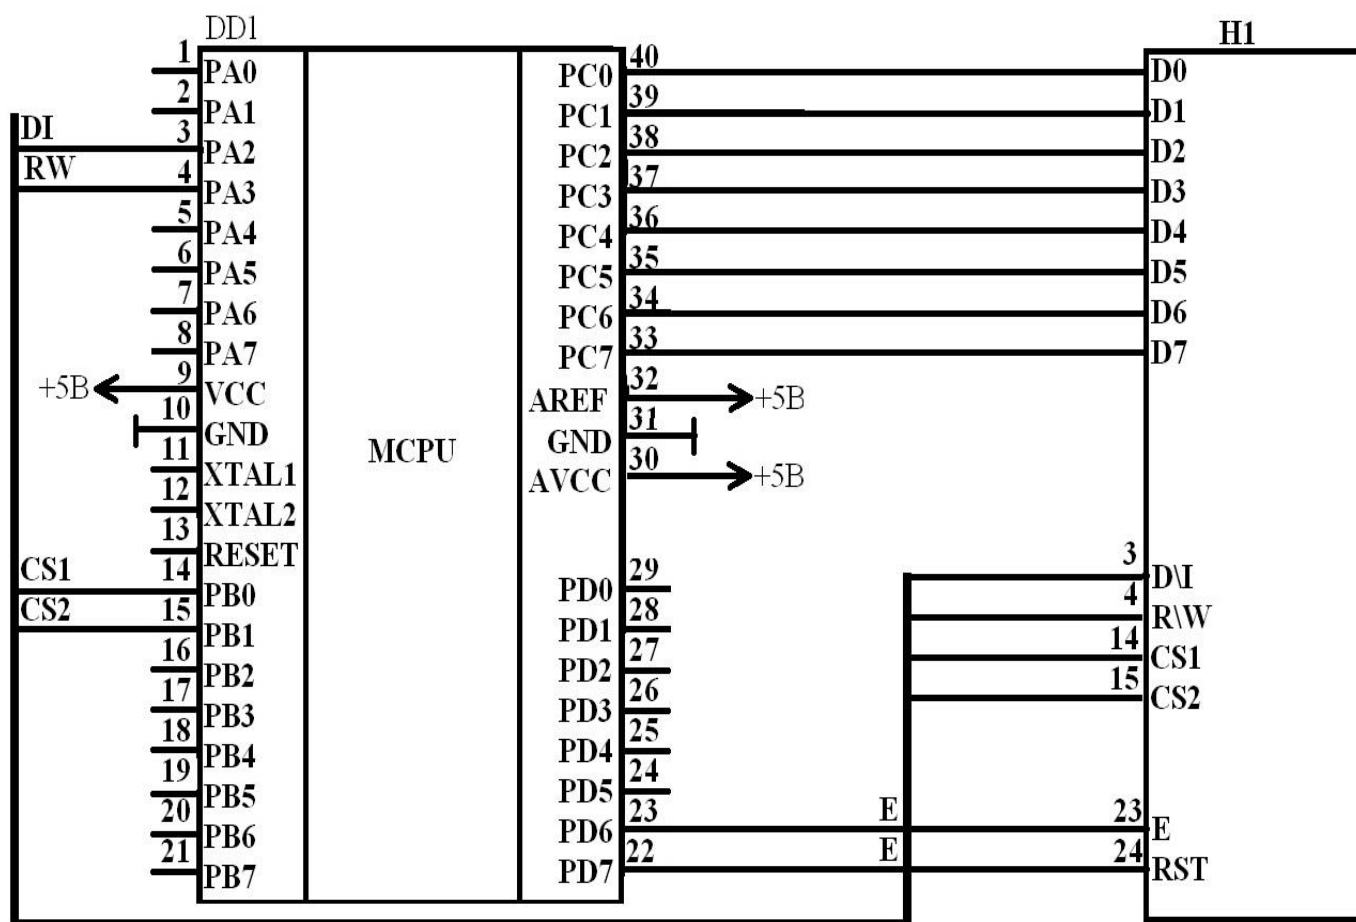 DD1
H1
1 PA0
2 PA1
DI 3 PA2
RW 4 PA3
5 PA4
6 PA5
7 PA6
8 PA7
+5B 9 VCC
10 GND
11 XTAL1
12 XTAL2
13 RESET
CS1 14 PB0
CS2 15 PB1
16 PB2
17 PB3
18 PB4
19 PB5
20 PB6
21 PB7
MCPU
PC0 40 D0
PC1 39 D1
PC2 38 D2
PC3 37 D3
PC4 36 D4
PC5 35 D5
PC6 34 D6
PC7 33 D7
AREF 32 +5B
GND 31
AVCC 30 +5B
PD0 29
PD1 28
PD2 27
PD3 26
PD4 25
PD5 24
PD6 23 E 23 E
PD7 22 E 24 RST
3 D\I
4 R\W
14 CS1
15 CS2